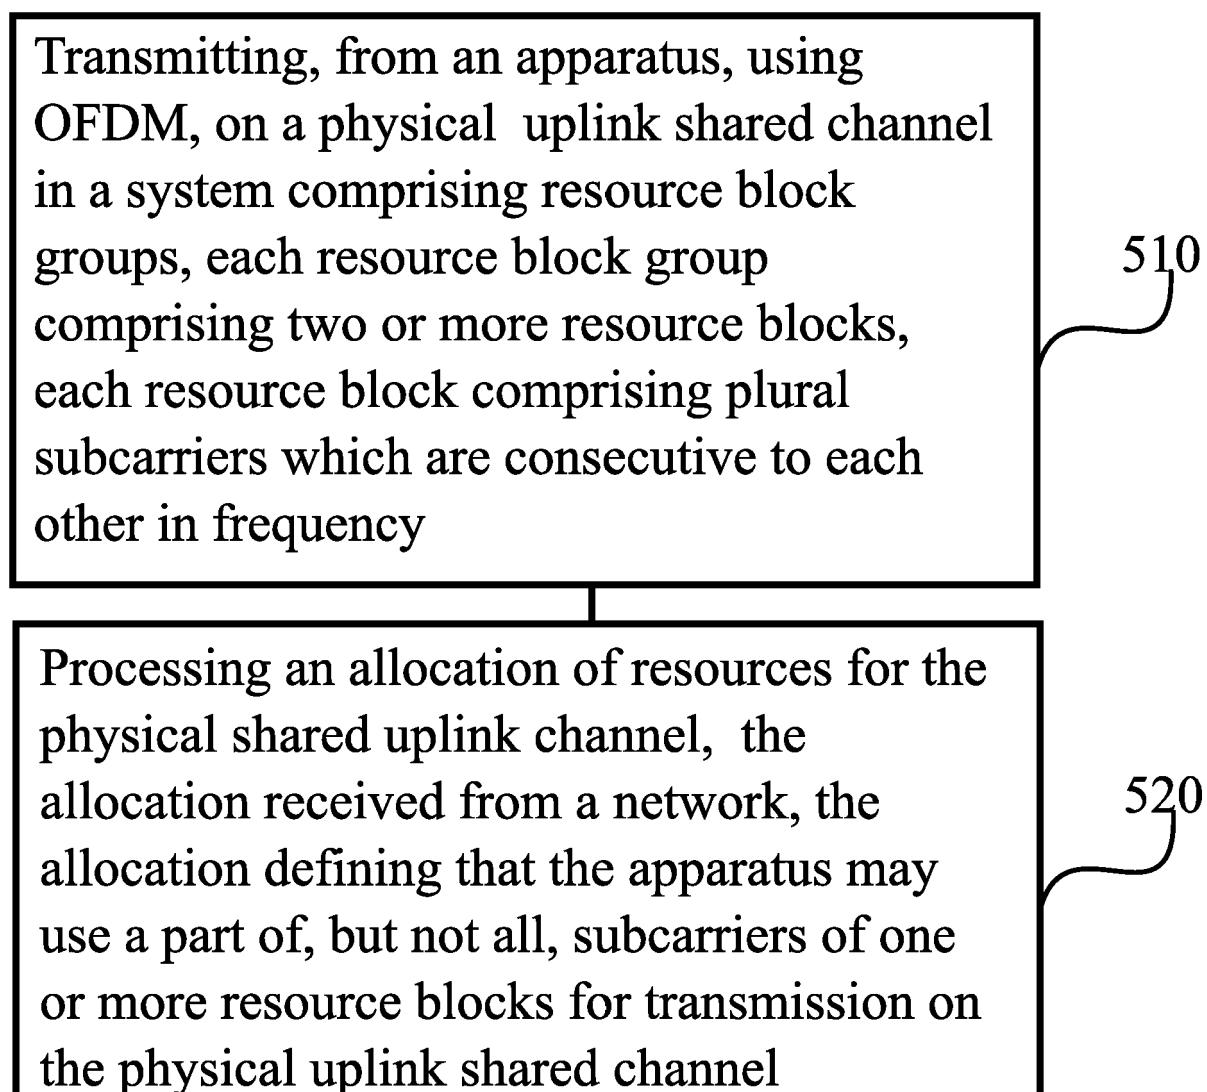 Transmitting, from an apparatus, using
OFDM, on a physical  uplink shared channel
in a system comprising resource block
groups, each resource block group
comprising two or more resource blocks,
each resource block comprising plural
subcarriers which are consecutive to each
other in frequency
510
Processing an allocation of resources for the
physical shared uplink channel,  the
allocation received from a network, the
allocation defining that the apparatus may
use a part of, but not all, subcarriers of one
or more resource blocks for transmission on
the physical uplink shared channel
520